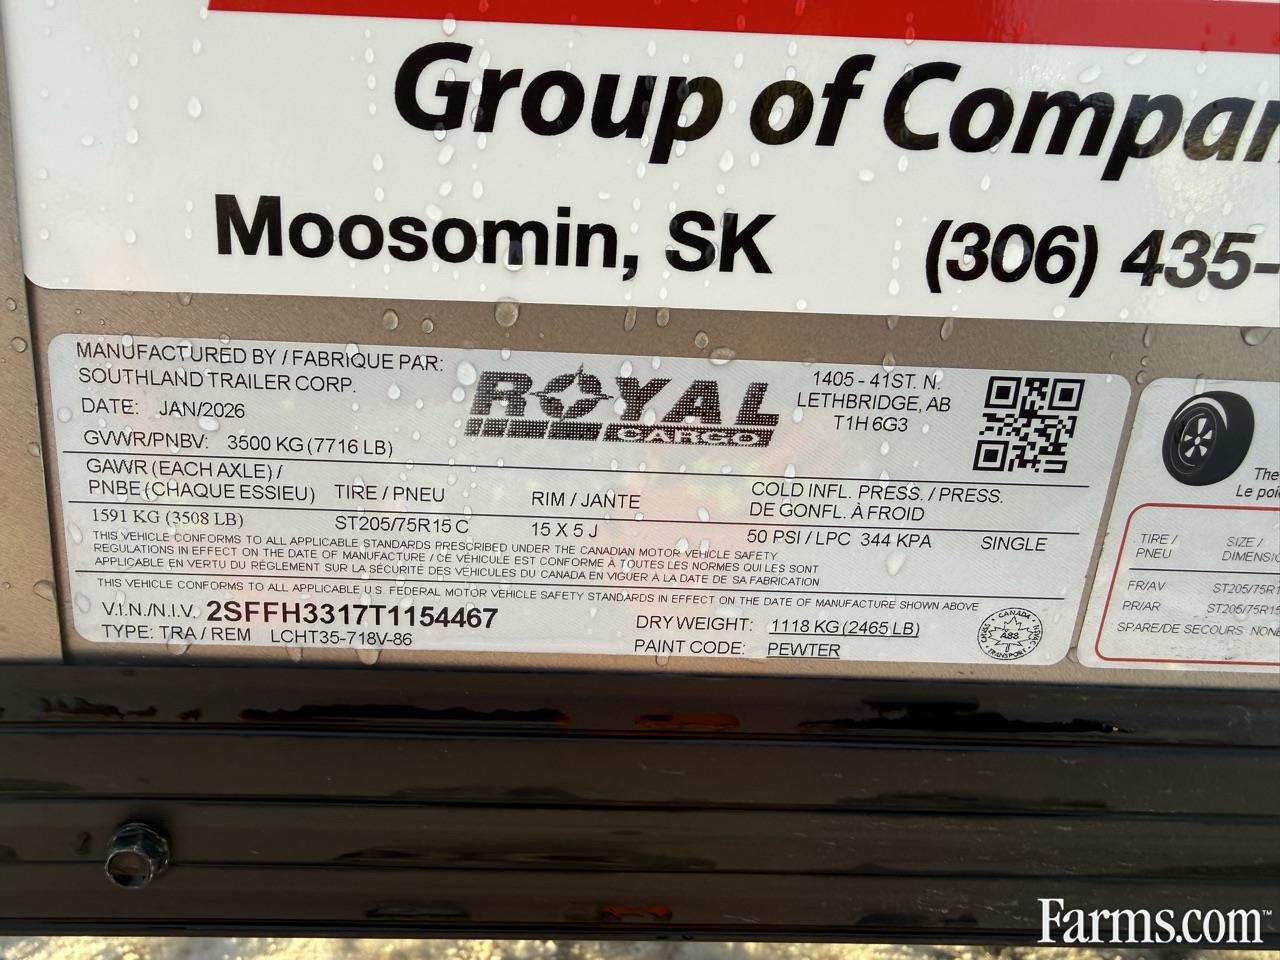 Group of Compan
Moosomin, SK (306) 435-
MANUFACTURED BY / FABRIQUE PAR:
SOUTHLAND TRAILER CORP.
DATE: JAN/2026
GVWR/PNBV: 3500 KG (7716 LB)
ROYAL
CARGO
1405 - 41ST. N.
LETHBRIDGE, AB
T1H 6G3
GAWR (EACH AXLE) /
PNBE (CHAQUE ESSIEU) TIRE / PNEU RIM / JANTE COLD INFL. PRESS. / PRESS.
DE GONFL. À FROID
1591 KG (3508 LB) ST205/75R15 C 15 X 5 J 50 PSI / LPC 344 KPA SINGLE
THIS VEHICLE CONFORMS TO ALL APPLICABLE STANDARDS PRESCRIBED UNDER THE CANADIAN MOTOR VEHICLE SAFETY
REGULATIONS IN EFFECT ON THE DATE OF MANUFACTURE / CE VÉHICULE EST CONFORME À TOUTES LES NORMES QUI LES SONT
APPLICABLE EN VERTU DU RÉGLEMENT SUR LA SÉCURITÉ DES VÉHICULES DU CANADA EN VIGUER À LA DATE DE SA FABRICATION
THIS VEHICLE CONFORMS TO ALL APPLICABLE U.S. FEDERAL MOTOR VEHICLE SAFETY STANDARDS IN EFFECT ON THE DATE OF MANUFACTURE SHOWN ABOVE
V.I.N./N.I.V. 2SFFH3317T1154467
TYPE: TRA / REM LCHT35-718V-86
DRY WEIGHT: 1118 KG (2465 LB)
PAINT CODE: PEWTER
CANADA
A88
TRANSPORT
The
Le poi
TIRE / SIZE /
PNEU DIMENSIO
FR/AV ST205/75R1
PR/AR ST205/75R15
SPARE/DE SECOURS NON
Farms.com™